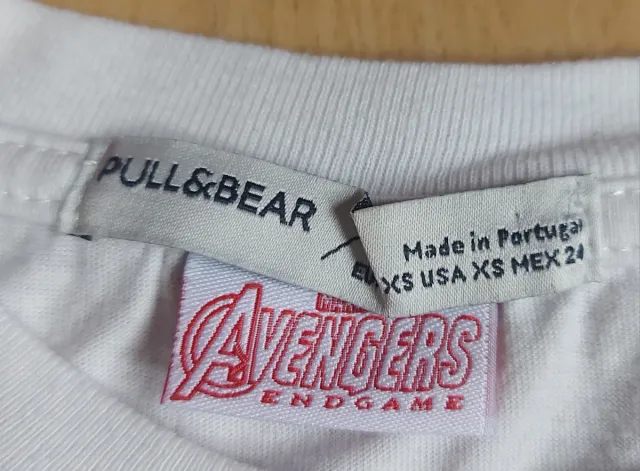 PULL&BEAR
Made in Portugal
EUR XS USA XS MEX 24
MARVEL
AVENGERS
ENDGAME